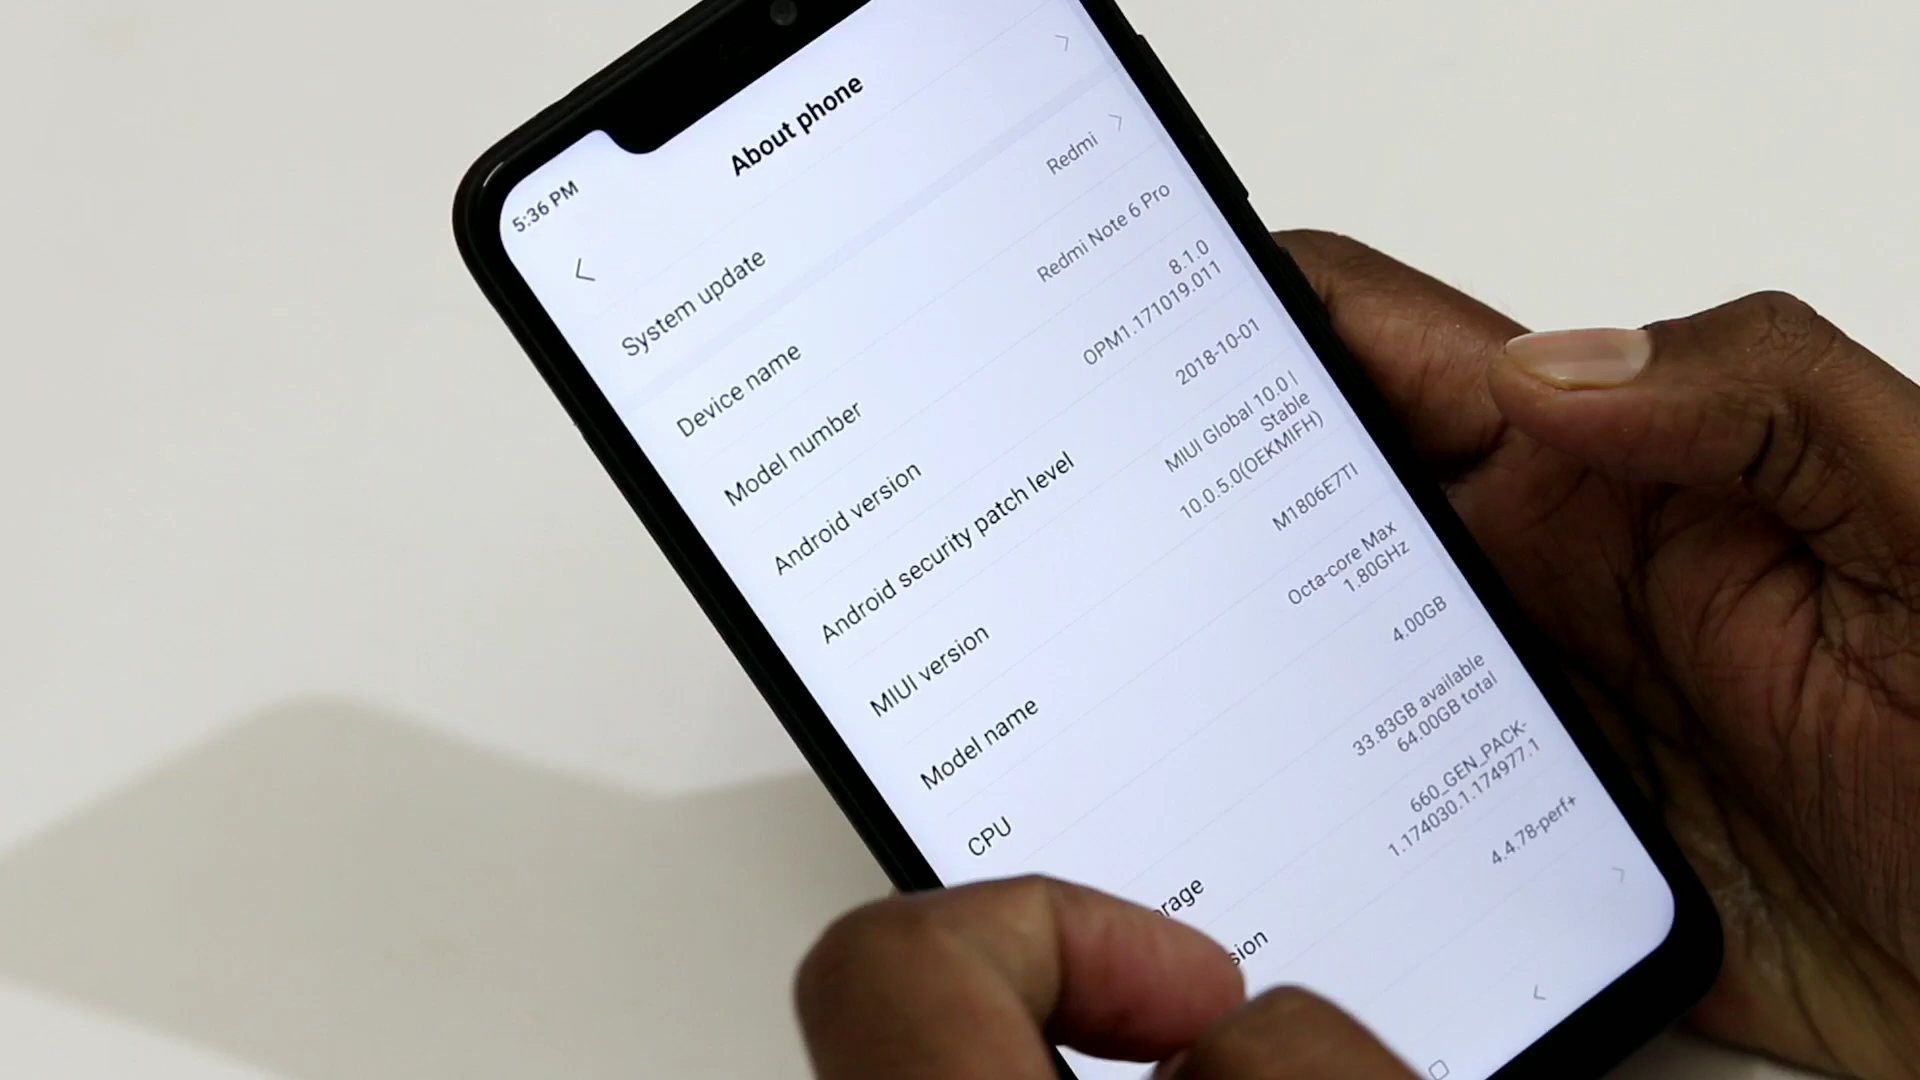 5:36 PM
About phone
System update
Device name
Redmi
Model number
Redmi Note 6 Pro
Android version
8.1.0
OPM1.171019.011
Android security patch level
2018-10-01
MIUI version
MIUI Global 10.0 |
Stable
10.0.5.0(OEKMIFH)
Model name
M1806E7TI
CPU
Octa-core Max
1.80GHz
4.00GB
orage
33.83GB available
64.00GB total
sion
660_GEN_PACK-
1.174030.1.174977.1
4.4.78-perf+